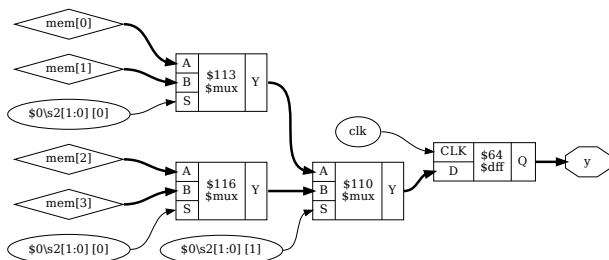 mem[0]
mem[1]
$0\s2[1:0] [0]
A
B
S
$113
$mux
Y
mem[2]
mem[3]
$0\s2[1:0] [0]
A
B
S
$116
$mux
Y
$0\s2[1:0] [1]
A
B
S
$110
$mux
Y
clk
CLK
D
$64
$dff
Q
y